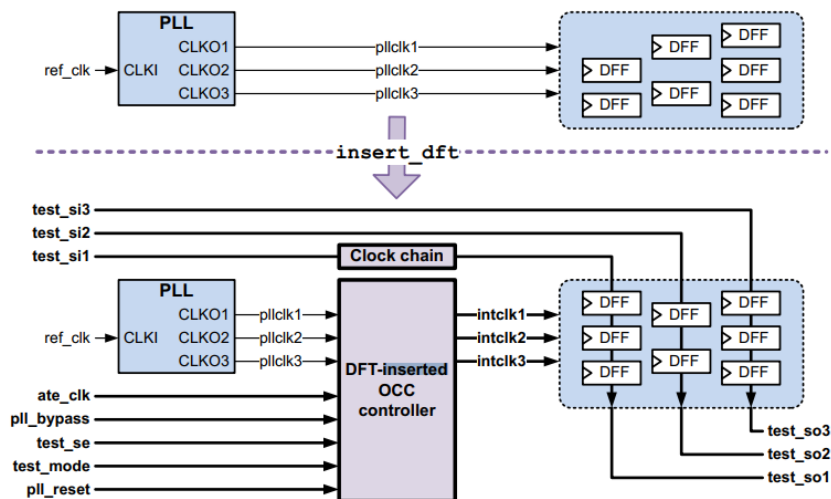 PLL
CLKO1
pllclk1
DFF
DFF
ref_clk
CLKI
CLKO2
pllclk2
DFF
DFF
CLKO3
pllclk3
DFF
DFF
DFF
insert_dft
test_si3
test_si2
test_si1
Clock chain
PLL
CLKO1
pllclk1
intclk1
DFF
DFF
DFF
ref_clk
CLKI
CLKO2
pllclk2
intclk2
DFF
DFF
CLKO3
pllclk3
intclk3
DFF
DFF
DFF
DFT-inserted
OCC
controller
ate_clk
pll_bypass
test_se
test_mode
pll_reset
test_so3
test_so2
test_so1